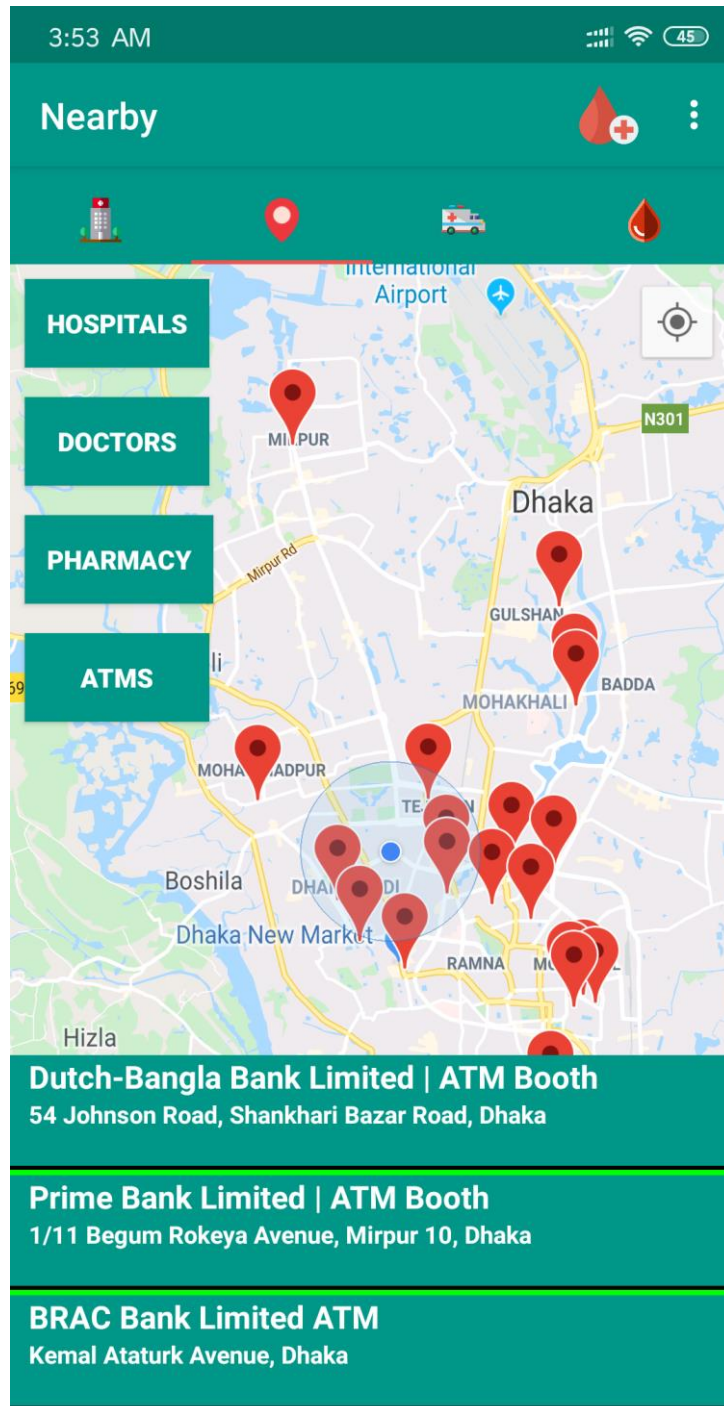 3:53 AM
45
Nearby
International
Airport
HOSPITALS
N301
DOCTORS
Dhaka
PHARMACY
Mirpur Rd
GULSHAN
ATMS
BADDA
MOHAKHALI
Boshila
Dhaka New Market
RAMNA
Hizla
Dutch-Bangla Bank Limited | ATM Booth
54 Johnson Road, Shankhari Bazar Road, Dhaka
Prime Bank Limited | ATM Booth
1/11 Begum Rokeya Avenue, Mirpur 10, Dhaka
BRAC Bank Limited ATM
Kemal Ataturk Avenue, Dhaka